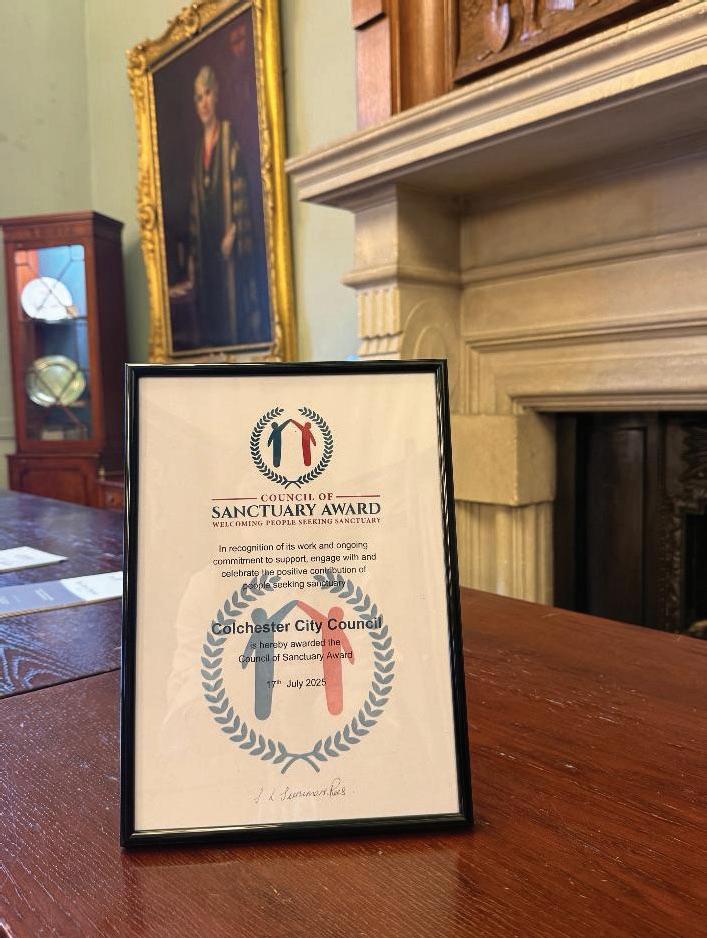 COUNCIL OF
SANCTUARY AWARD
WELCOMING PEOPLE SEEKING SANCTUARY
In recognition of its work and ongoing
commitment to support, engage with and
celebrate the positive contribution of
people seeking sanctuary
Colchester City Council
is hereby awarded the
Council of Sanctuary Award
17th July 2025